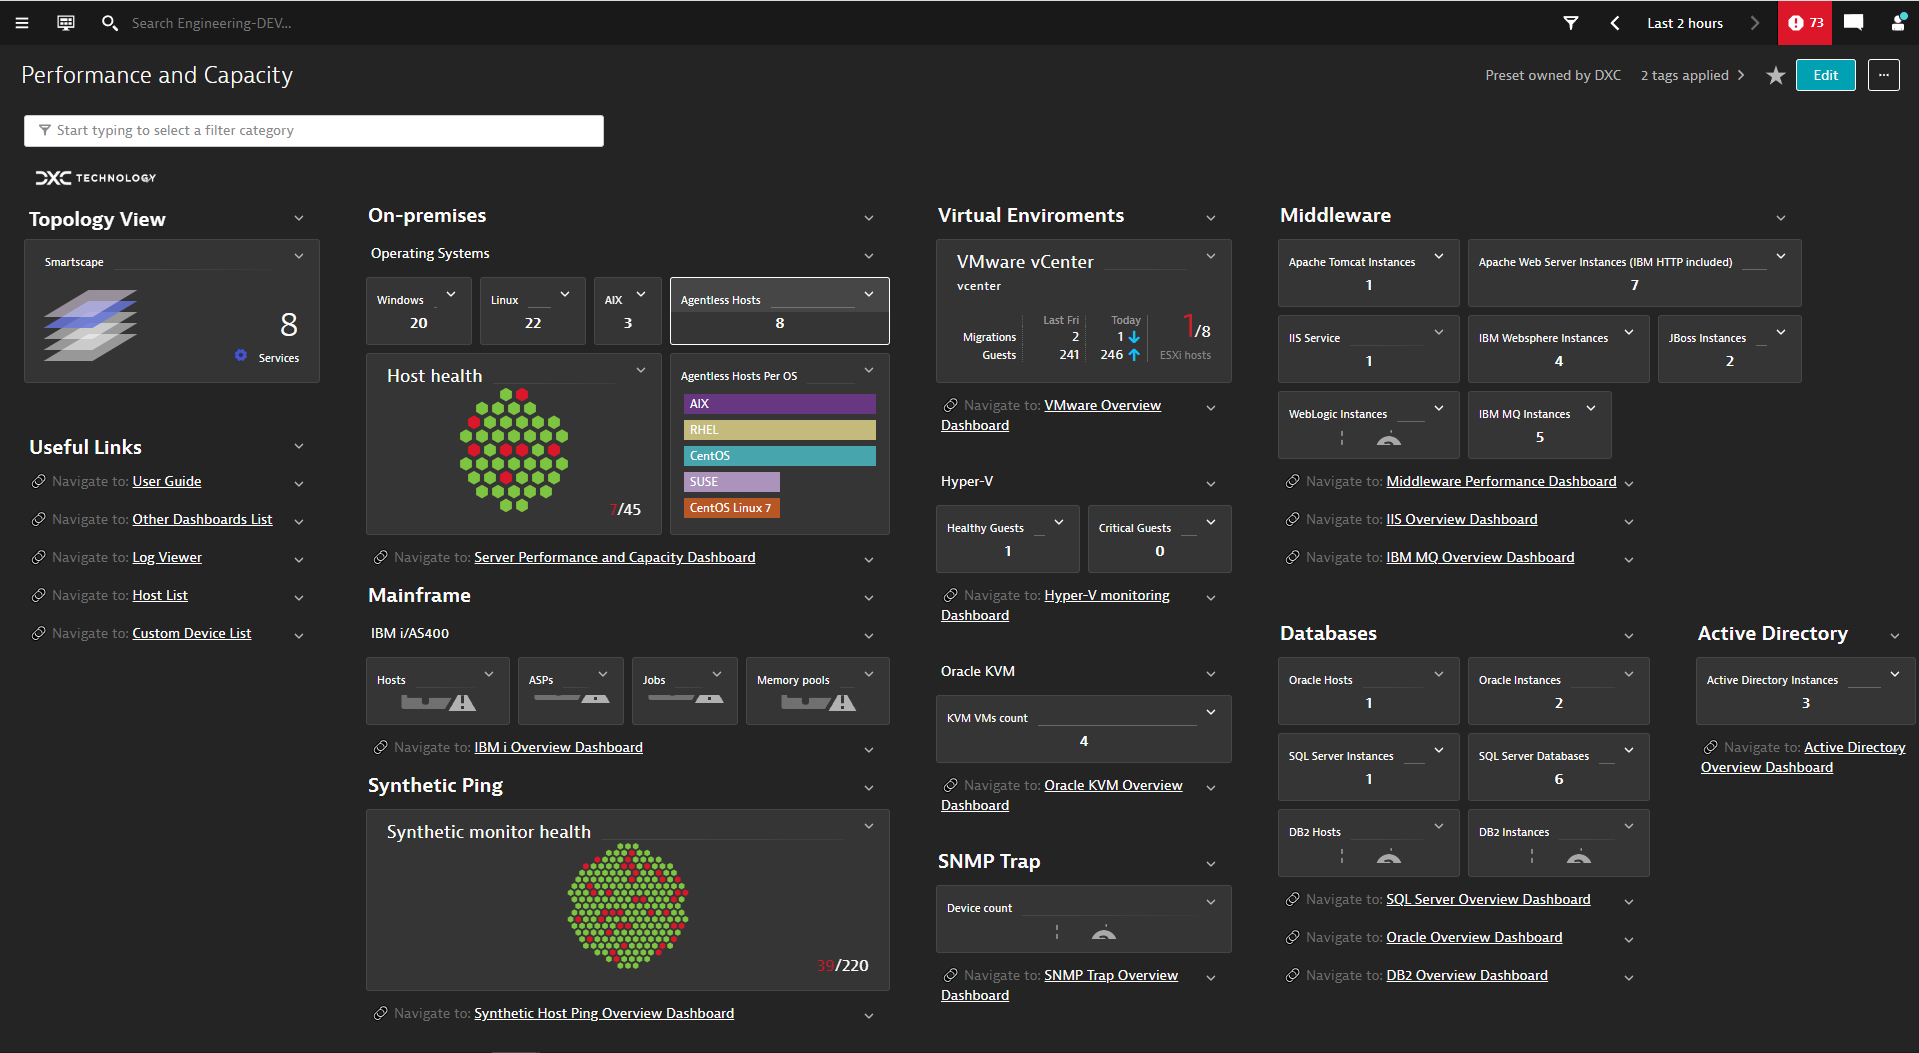 Search Engineering-DEV...
Last 2 hours
73
Performance and Capacity
Preset owned by DXC
2 tags applied
Edit
...
Start typing to select a filter category
DXC TECHNOLOGY
Topology View
Smartscape
8
Services
Useful Links
Navigate to: User Guide
Navigate to: Other Dashboards List
Navigate to: Log Viewer
Navigate to: Host List
Navigate to: Custom Device List
On-premises
Operating Systems
Windows
20
Linux
22
AIX
3
Agentless Hosts
8
Host health
7/45
Agentless Hosts Per OS
AIX
RHEL
CentOS
SUSE
CentOS Linux 7
Navigate to: Server Performance and Capacity Dashboard
Mainframe
IBM i/AS400
Hosts
ASPs
Jobs
Memory pools
Navigate to: IBM i Overview Dashboard
Synthetic Ping
Synthetic monitor health
39/220
Navigate to: Synthetic Host Ping Overview Dashboard
Virtual Enviroments
VMware vCenter
vcenter
Last Fri Today
Migrations 2 1
Guests 241 246
1/8
ESXi hosts
Navigate to: VMware Overview
Dashboard
Hyper-V
Healthy Guests
1
Critical Guests
0
Navigate to: Hyper-V monitoring
Dashboard
Oracle KVM
KVM VMs count
4
Navigate to: Oracle KVM Overview
Dashboard
SNMP Trap
Device count
Navigate to: SNMP Trap Overview
Dashboard
Middleware
Apache Tomcat Instances
1
Apache Web Server Instances (IBM HTTP included)
7
IIS Service
1
IBM Websphere Instances
4
JBoss Instances
2
WebLogic Instances
IBM MQ Instances
5
Navigate to: Middleware Performance Dashboard
Navigate to: IIS Overview Dashboard
Navigate to: IBM MQ Overview Dashboard
Databases
Oracle Hosts
1
Oracle Instances
2
SQL Server Instances
1
SQL Server Databases
6
DB2 Hosts
DB2 Instances
Navigate to: SQL Server Overview Dashboard
Navigate to: Oracle Overview Dashboard
Navigate to: DB2 Overview Dashboard
Active Directory
Active Directory Instances
3
Navigate to: Active Directory
Overview Dashboard